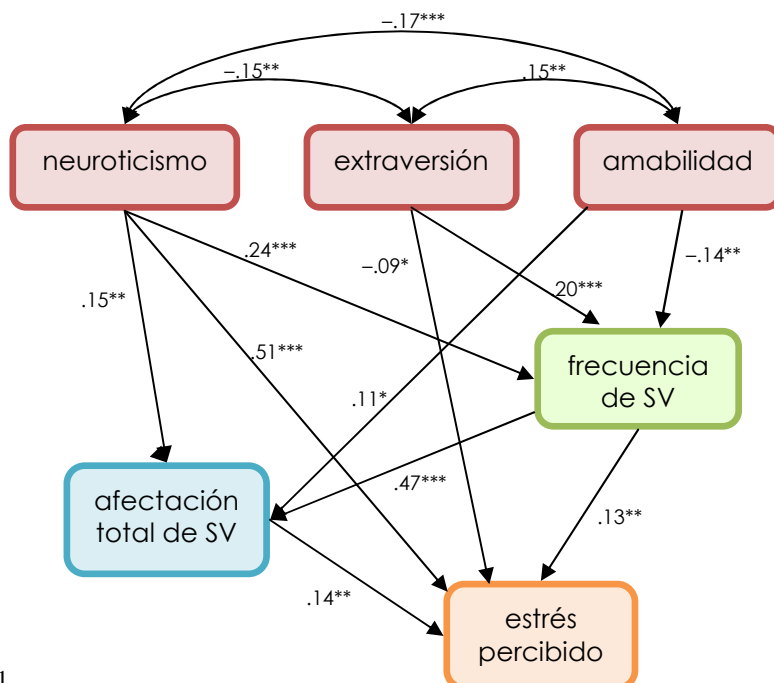 –.17***
–.15**
.15**
neuroticismo
extraversión
amabilidad
.24***
–.09*
.20***
–.14**
.15**
.51***
.11*
frecuencia
de SV
.47***
.13**
afectación
total de SV
.14**
estrés
percibido
1